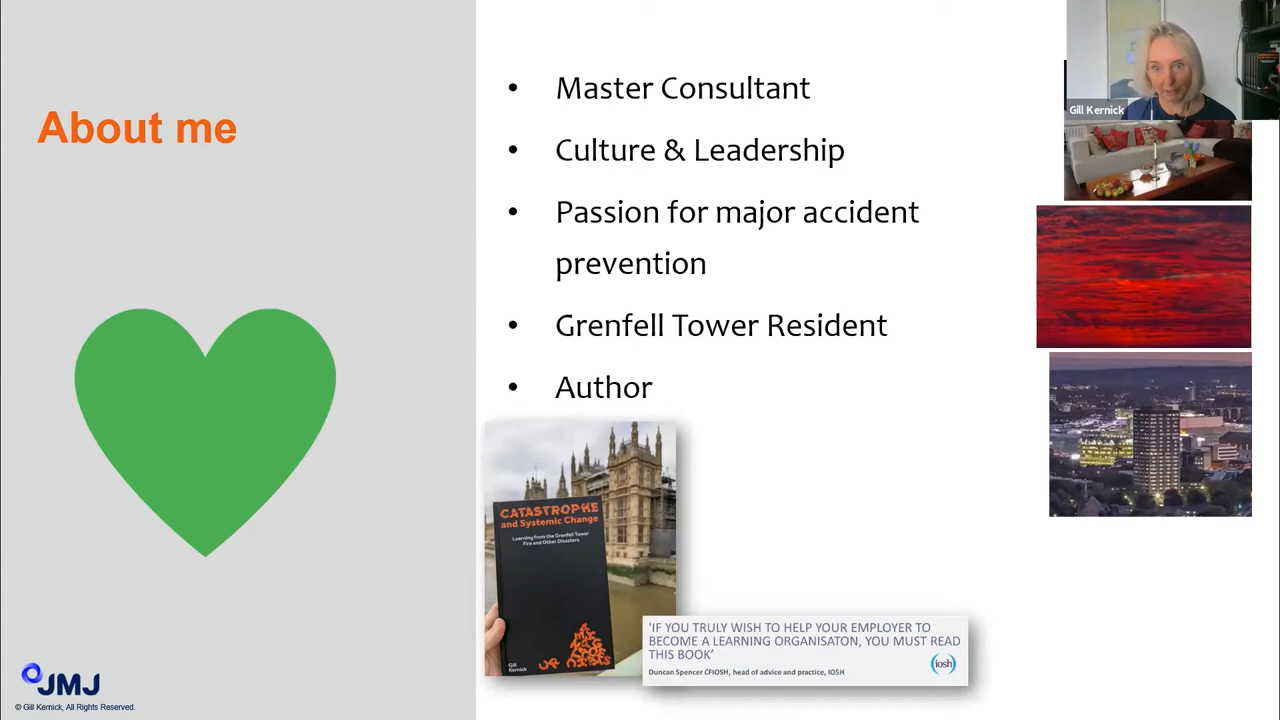 About me
• Master Consultant
• Culture & Leadership
• Passion for major accident
prevention
• Grenfell Tower Resident
• Author
Gill Kernick
CATASTROPHE
and Systemic Change
Learning from the Grenfell Tower
Fire and Other Disasters
Gill
Kernick
'IF YOU TRULY WISH TO HELP YOUR EMPLOYER TO
BECOME A LEARNING ORGANISATON, YOU MUST READ
THIS BOOK'
Duncan Spencer CFIOSH, head of advice and practice, IOSH
iosh
JMJ
© Gill Kernick, All Rights Reserved.